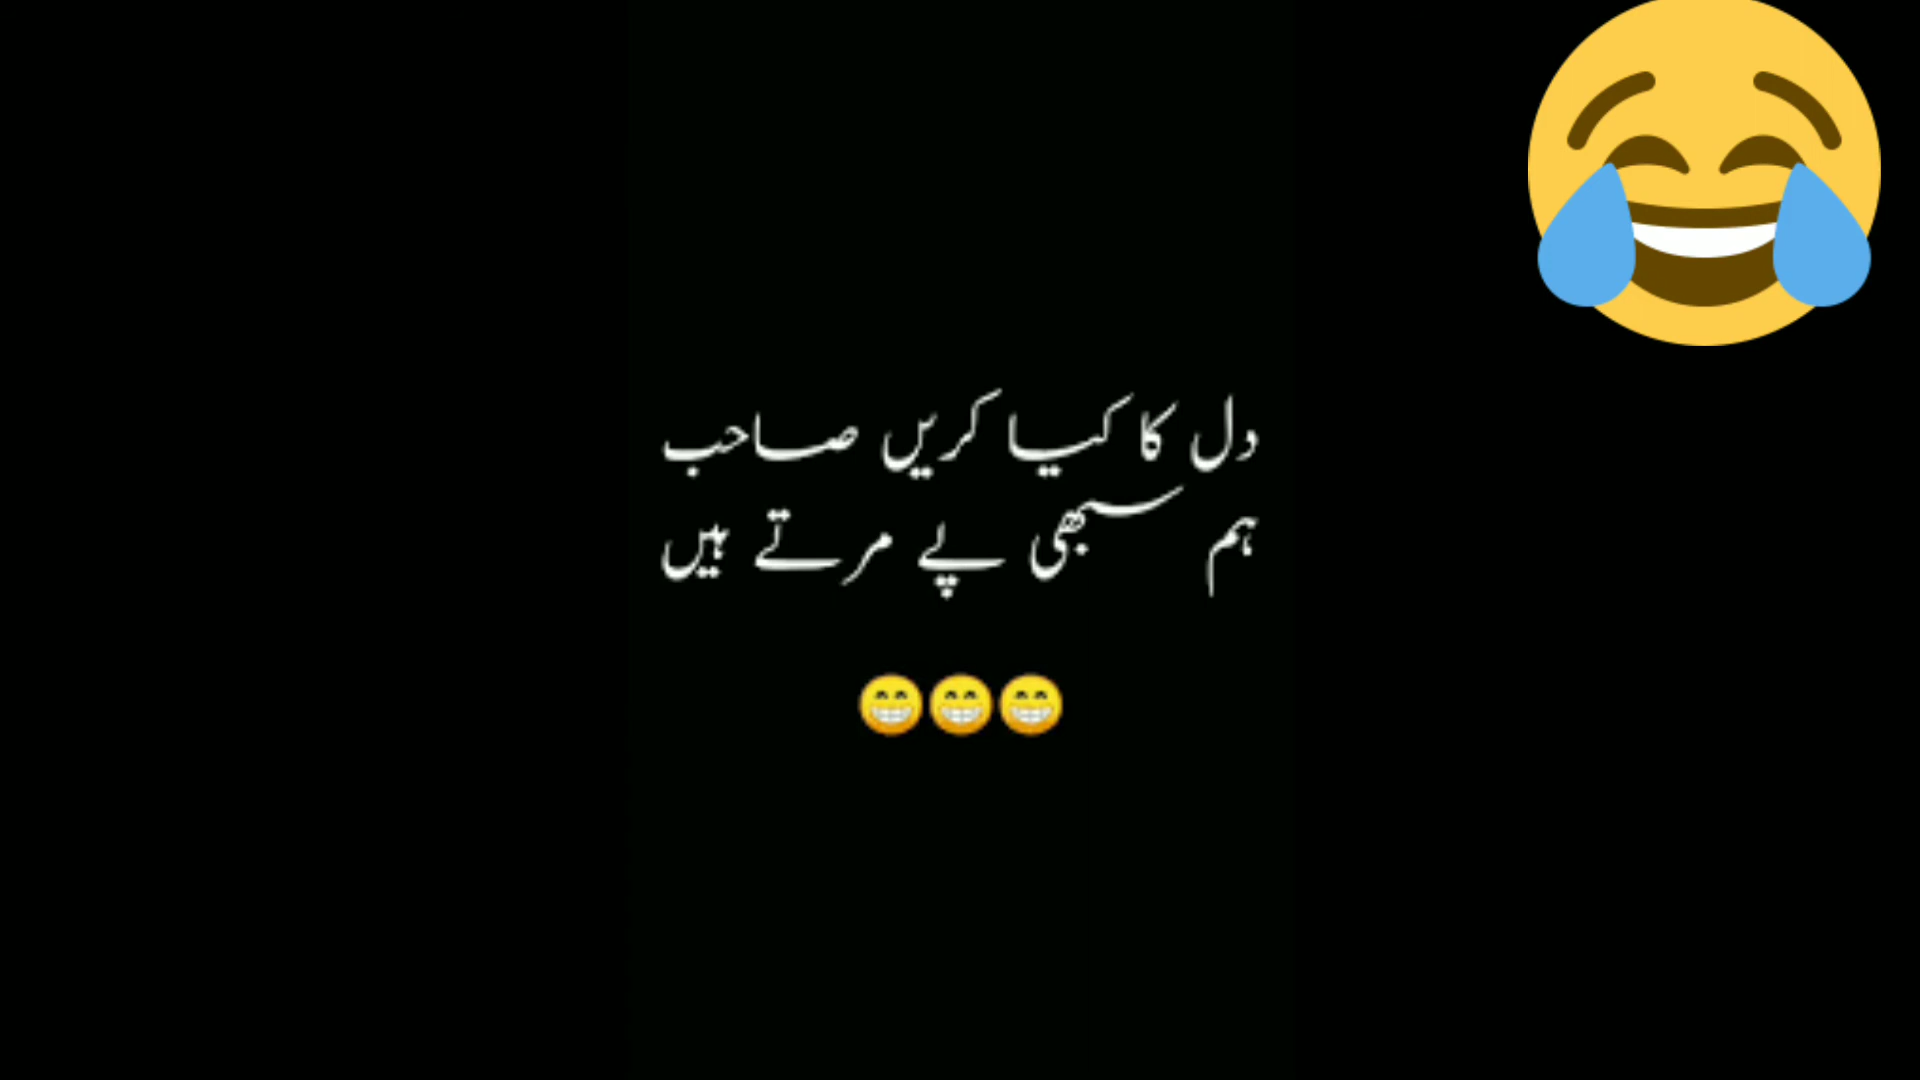 دل کا کیا کریں صاحب
ہم سبھی پے مرتے ہیں
😁😁😁